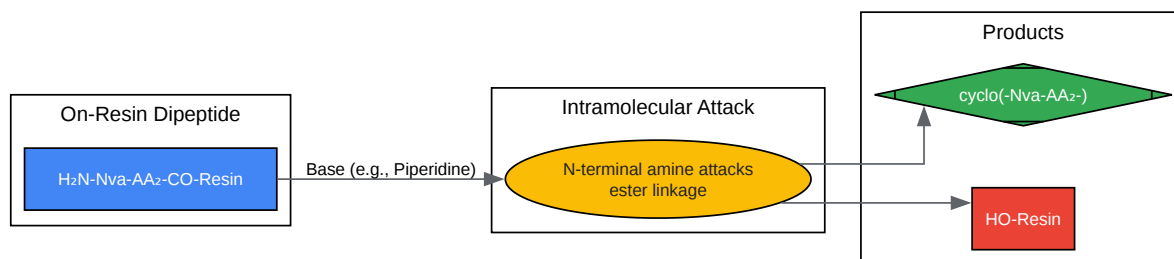 On-Resin Dipeptide
H₂N-Nva-AA₂-CO-Resin
Base (e.g., Piperidine)
Intramolecular Attack
N-terminal amine attacks
ester linkage
Products
cyclo(-Nva-AA₂-)
HO-Resin